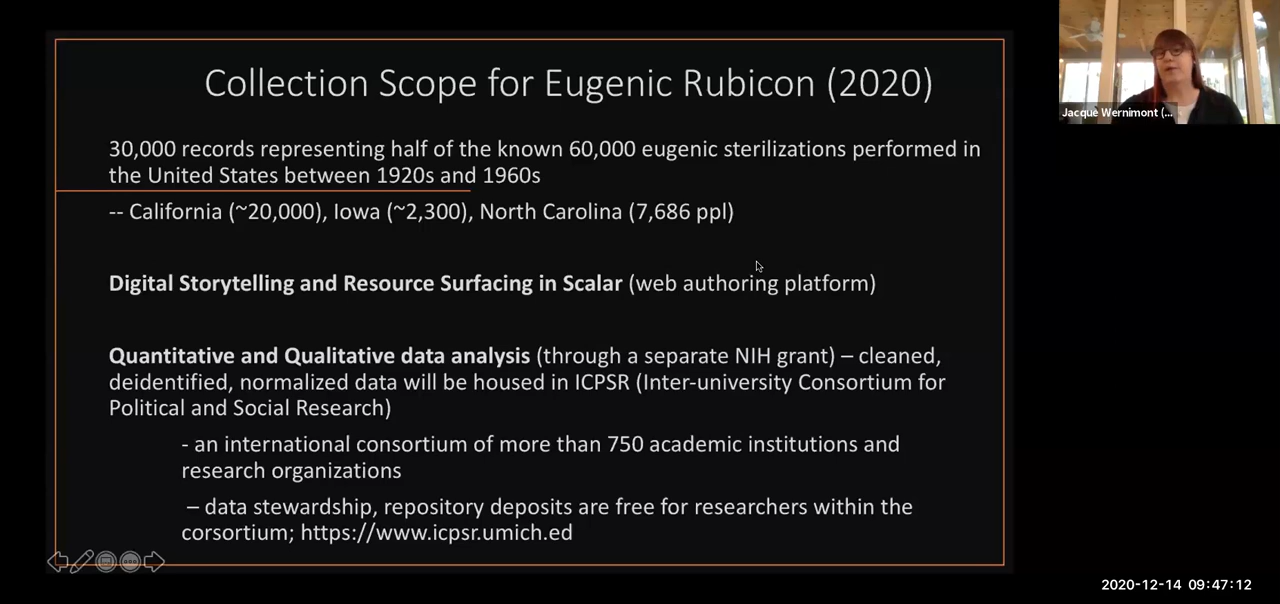 Collection Scope for Eugenic Rubicon (2020)
30,000 records representing half of the known 60,000 eugenic sterilizations performed in
the United States between 1920s and 1960s
-- California (~20,000), Iowa (~2,300), North Carolina (7,686 ppl)
Digital Storytelling and Resource Surfacing in Scalar (web authoring platform)
Quantitative and Qualitative data analysis (through a separate NIH grant) – cleaned,
deidentified, normalized data will be housed in ICPSR (Inter-university Consortium for
Political and Social Research)
- an international consortium of more than 750 academic institutions and
research organizations
– data stewardship, repository deposits are free for researchers within the
consortium; https://www.icpsr.umich.ed
Jacque Wernimont (...
2020-12-14 09:47:12